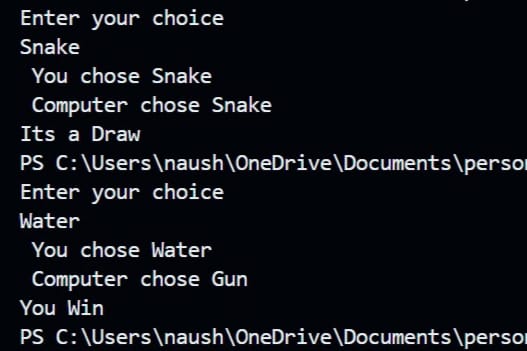 Enter your choice
Snake
You chose Snake
Computer chose Snake
Its a Draw
PS C:\Users\naush\OneDrive\Documents\person
Enter your choice
Water
You chose Water
Computer chose Gun
You Win
PS C:\Users\naush\OneDrive\Documents\person